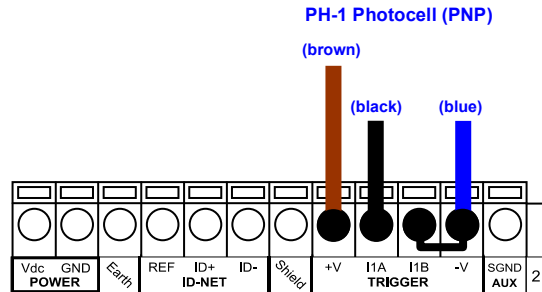 PH-1 Photocell (PNP)
(brown)
(black) (blue)
Vdc GND Earth REF ID+ ID- Shield +V I1A I1B -V SGND
POWER ID-NET TRIGGER AUX 2